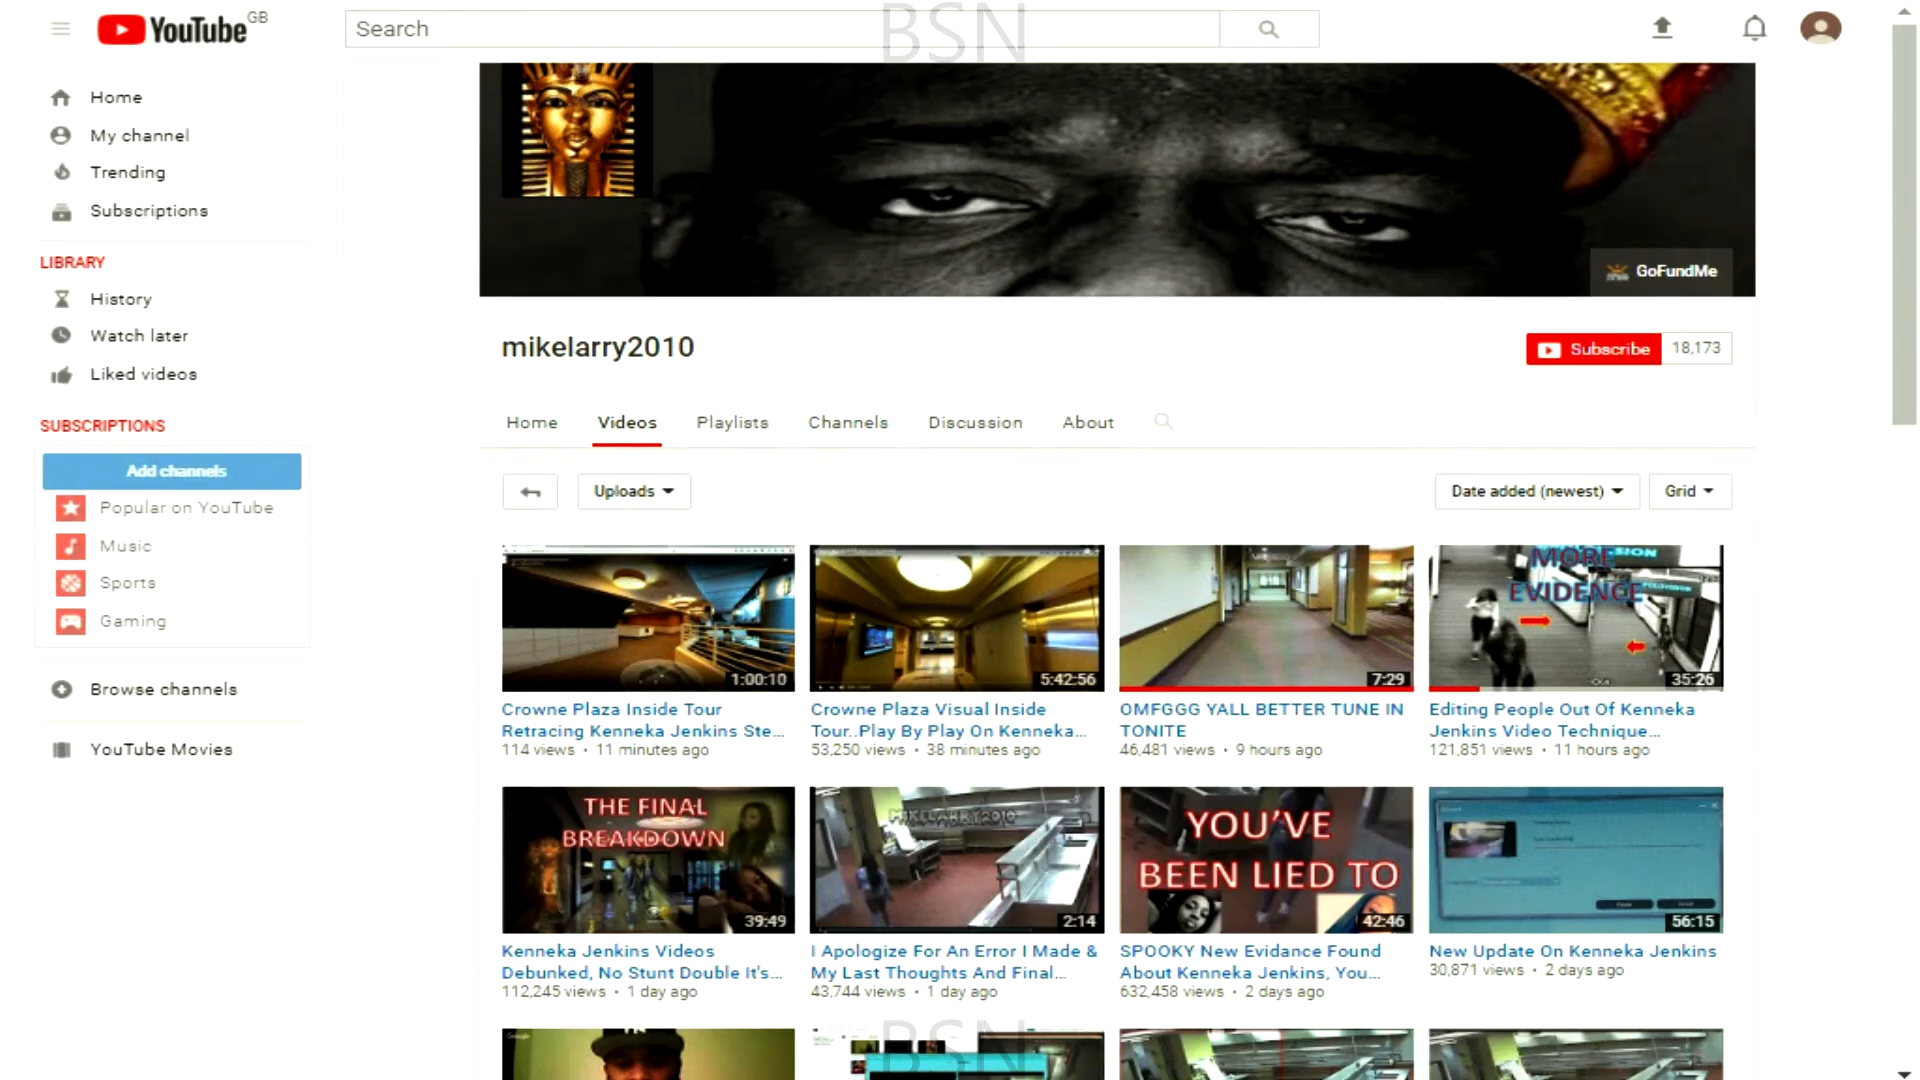 YouTube GB
Search
BSN
Home
My channel
Trending
Subscriptions
LIBRARY
History
Watch later
Liked videos
SUBSCRIPTIONS
Add channels
Popular on YouTube
Music
Sports
Gaming
Browse channels
YouTube Movies
GoFundMe
mikelarry2010
Subscribe 18,173
Home Videos Playlists Channels Discussion About
Uploads
Date added (newest) Grid
1:00:10
Crowne Plaza Inside Tour
Retracing Kenneka Jenkins Ste...
114 views • 11 minutes ago
5:42:56
Crowne Plaza Visual Inside
Tour..Play By Play On Kenneka...
53,250 views • 38 minutes ago
7:29
OMFGGG YALL BETTER TUNE IN
TONITE
46,481 views • 9 hours ago
MORE
EVIDENCE
35:26
Editing People Out Of Kenneka
Jenkins Video Technique...
121,851 views • 11 hours ago
THE FINAL
BREAKDOWN
39:49
Kenneka Jenkins Videos
Debunked, No Stunt Double It's...
112,245 views • 1 day ago
MIKELARRY2010
2:14
I Apologize For An Error I Made &
My Last Thoughts And Final...
43,744 views • 1 day ago
YOU'VE
BEEN LIED TO
42:46
SPOOKY New Evidance Found
About Kenneka Jenkins, You...
632,458 views • 2 days ago
56:15
New Update On Kenneka Jenkins
30,871 views • 2 days ago
BSN
Google